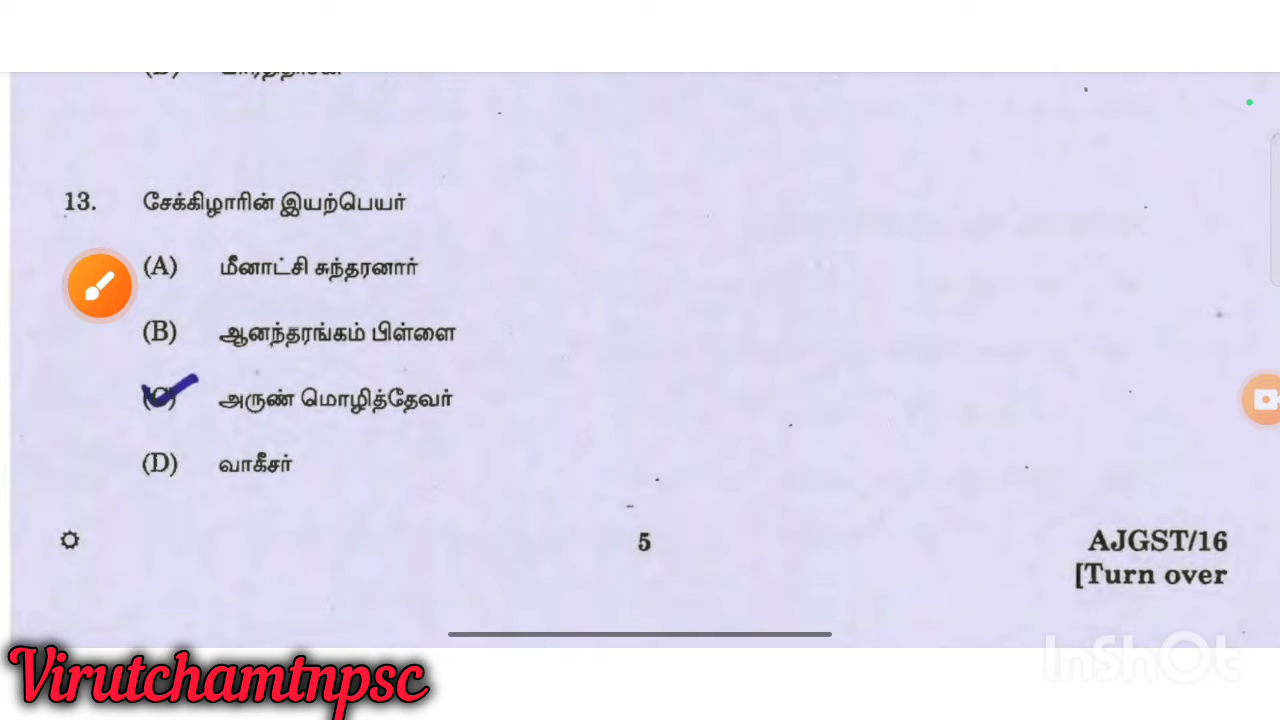 13. சேக்கிழாரின் இயற்பெயர்
(A) மீனாட்சி சுந்தரனார்
(B) ஆனந்தரங்கம் பிள்ளை
(C) அருண் மொழித்தேவர்
(D) வாகீசர்
5
AJGST/16
[Turn over
Virutchamtnpsc
InShOt